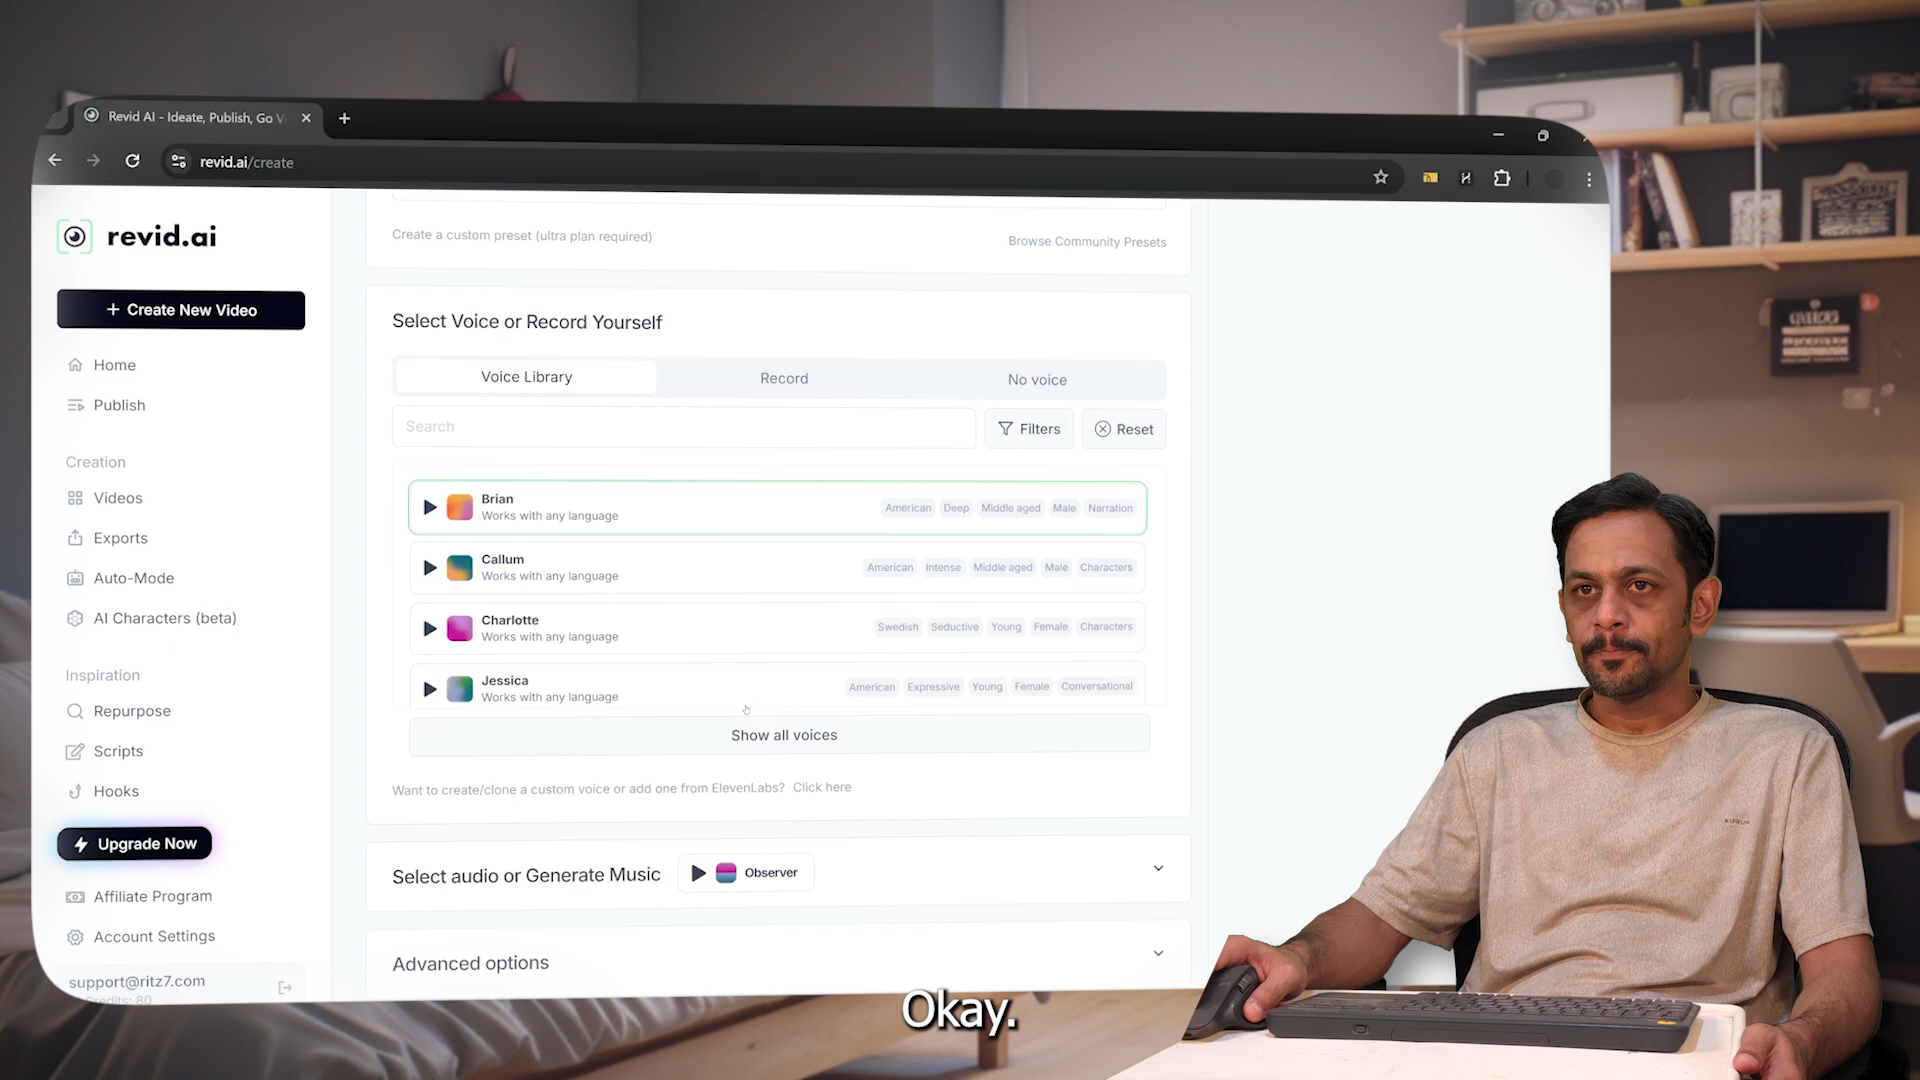 Revid AI - Ideate, Publish, Go Vi
revid.ai/create
revid.ai
+ Create New Video
Home
Publish
Creation
Videos
Exports
Auto-Mode
AI Characters (beta)
Inspiration
Repurpose
Scripts
Hooks
Upgrade Now
Affiliate Program
Account Settings
support@ritz7.com
Credits: 80
Create a custom preset (ultra plan required)
Browse Community Presets
Select Voice or Record Yourself
Voice Library
Record
No voice
Search
Filters
Reset
Brian
Works with any language
American Deep Middle aged Male Narration
Callum
Works with any language
American Intense Middle aged Male Characters
Charlotte
Works with any language
Swedish Seductive Young Female Characters
Jessica
Works with any language
American Expressive Young Female Conversational
Show all voices
Want to create/clone a custom voice or add one from ElevenLabs? Click here
Select audio or Generate Music
Observer
Advanced options
KIPRUN
Okay.